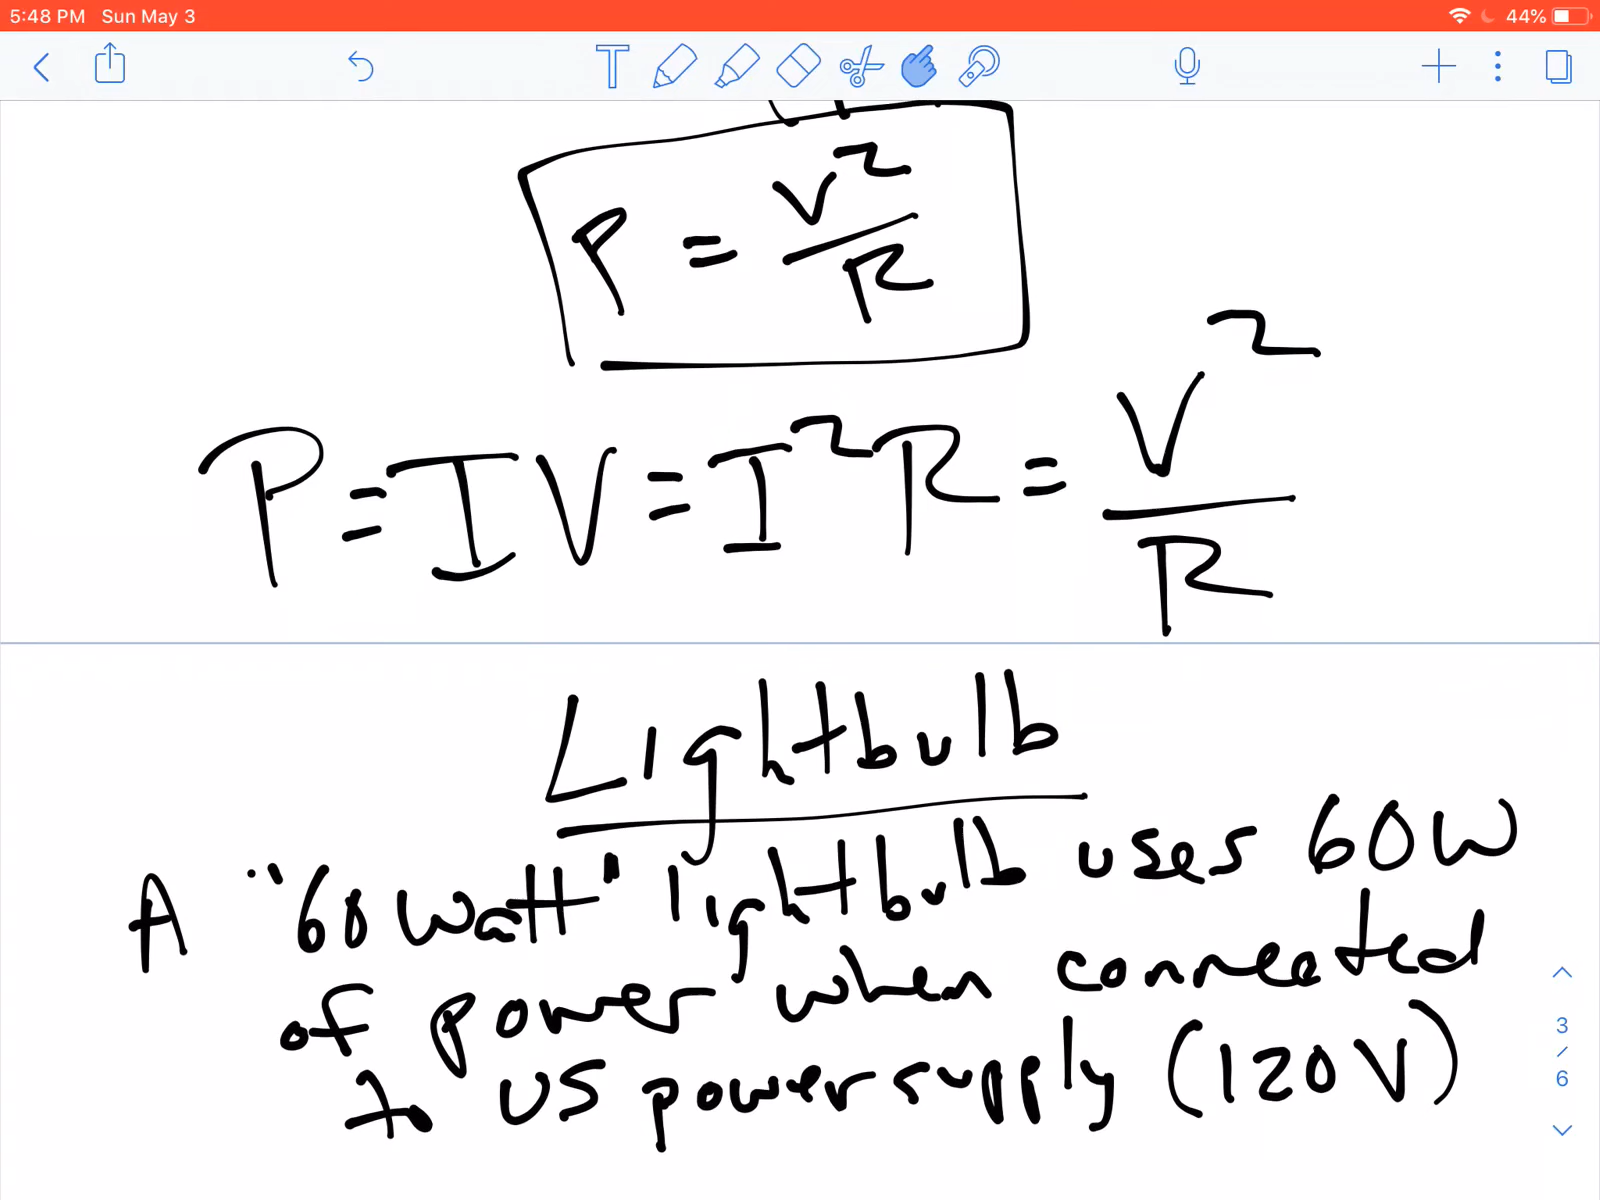 5:48 PM Sun May 3
44%
T
P = V²/R
P = IV = I²R = V²/R
Lightbulb
A "60 Watt" lightbulb uses 60W
of power when connected
to US power supply (120V)
3
/
6